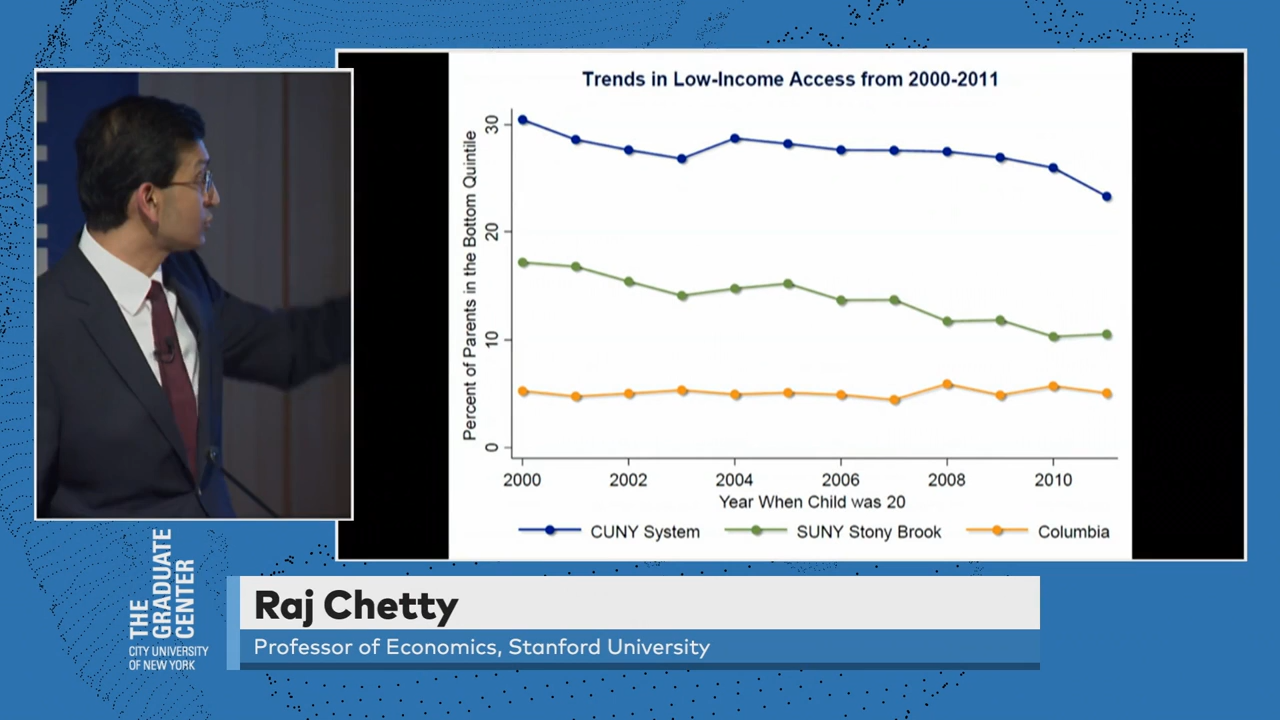 Trends in Low-Income Access from 2000-2011
Percent of Parents in the Bottom Quintile
30
20
10
0
2000
2002
2004
2006
2008
2010
Year When Child was 20
CUNY System
SUNY Stony Brook
Columbia
THE
GRADUATE
CENTER
CITY UNIVERSITY
OF NEW YORK
Raj Chetty
Professor of Economics, Stanford University